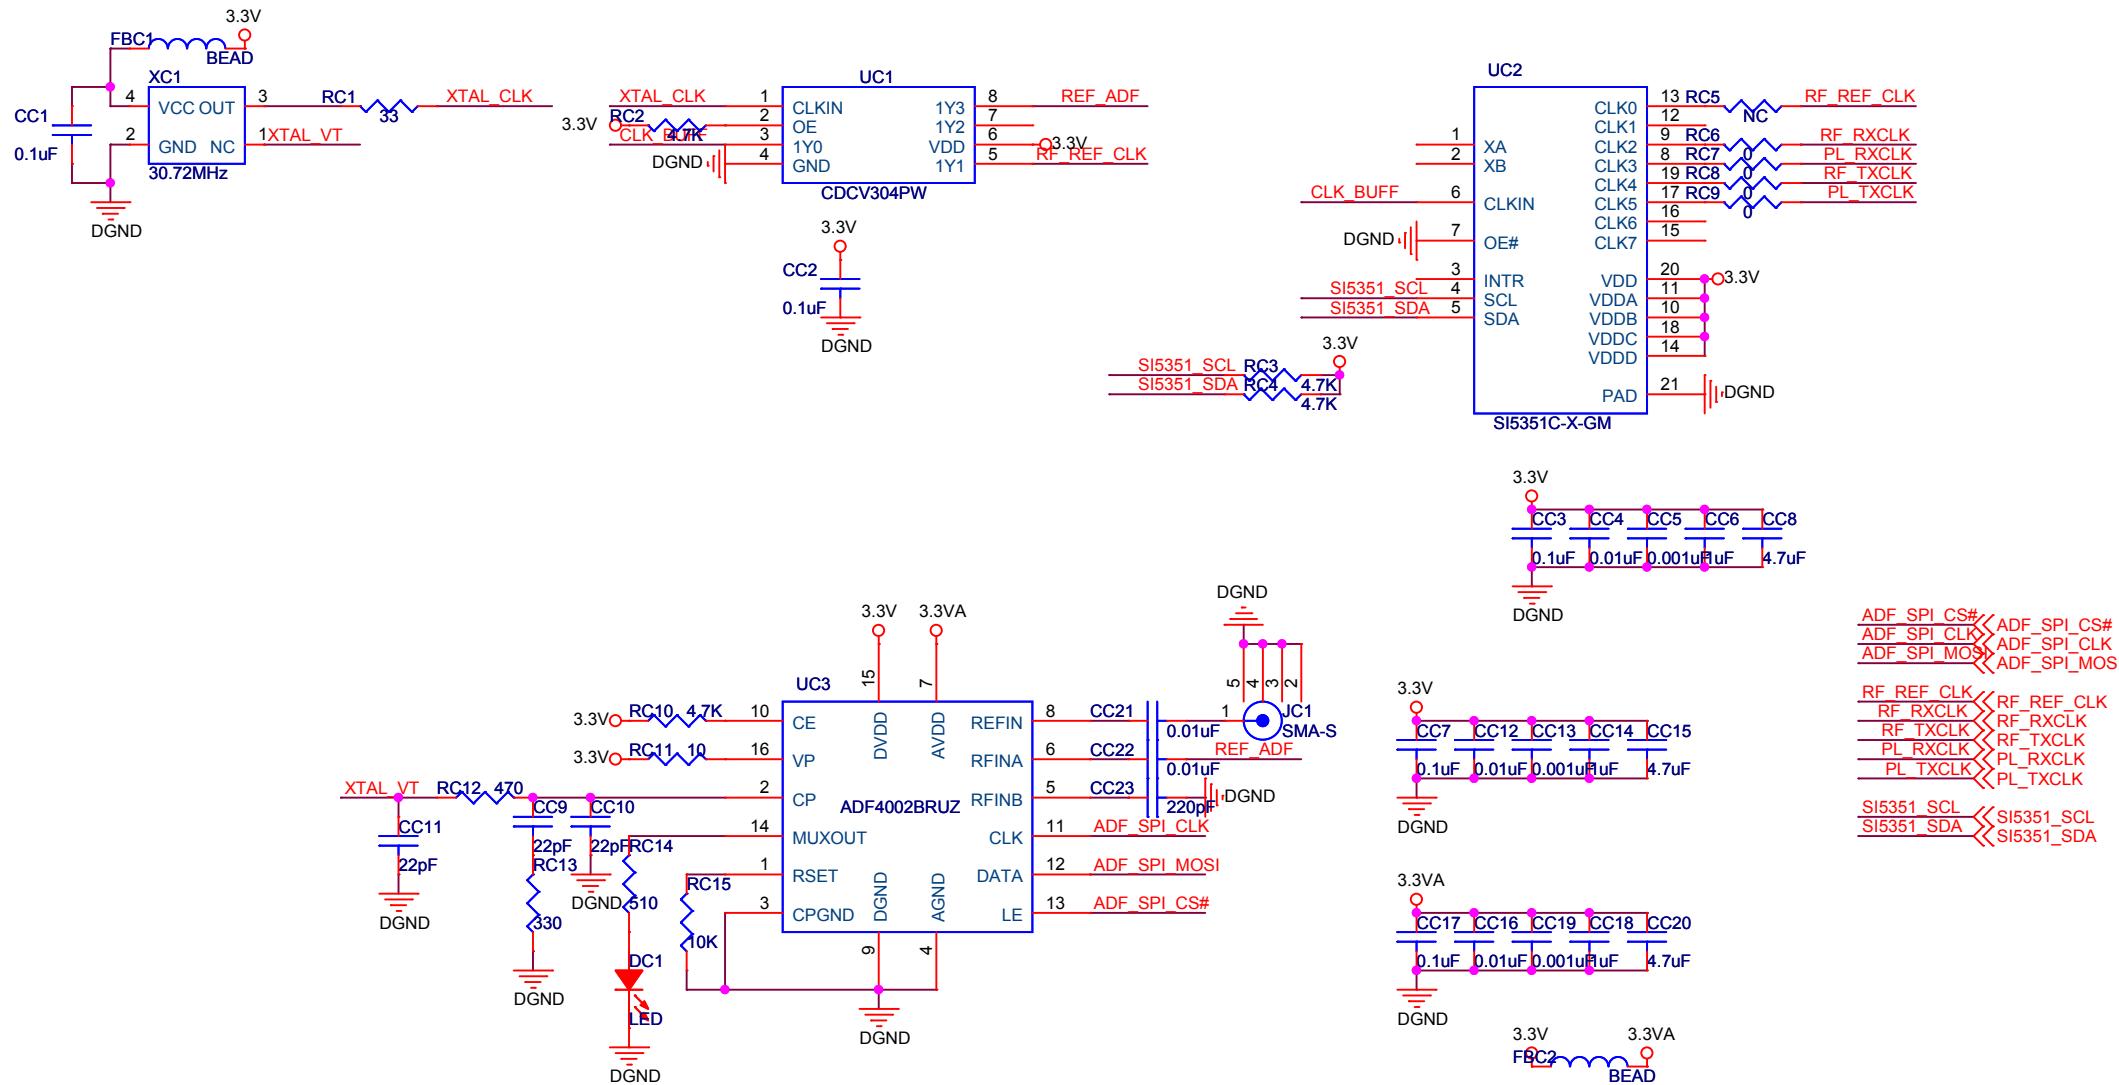 3.3V
FBC1
BEAD
XC1
4 VCC OUT 3
2 GND NC 1
30.72MHz
CC1
0.1uF
DGND
RC1
33
XTAL_CLK
XTAL_VT
UC1
XTAL_CLK
1 CLKIN 1Y3 8 REF_ADF
3.3V RC2 4.7K 2 OE 1Y2 7
CLK_BUFF 3 1Y0 VDD 6 3.3V
DGND 4 GND 1Y1 5 RF_REF_CLK
CDCV304PW
3.3V
CC2
0.1uF
DGND
UC2
1 XA
2 XB
CLK_BUFF 6 CLKIN
DGND 7 OE#
3 INTR
SI5351_SCL 4 SCL
SI5351_SDA 5 SDA
CLK0 13 RC5 NC RF_REF_CLK
CLK1 12
CLK2 9 RC6 0 RF_RXCLK
CLK3 8 RC7 0 PL_RXCLK
CLK4 19 RC8 0 RF_TXCLK
CLK5 17 RC9 0 PL_TXCLK
CLK6 16
CLK7 15
VDD 20 3.3V
VDDA 11
VDDB 10
VDDC 18
VDDD 14
PAD 21 DGND
SI5351C-X-GM
3.3V
SI5351_SCL RC3 4.7K
SI5351_SDA RC4 4.7K
3.3V
CC3 CC4 CC5 CC6 CC8
0.1uF 0.01uF 0.001uF 1uF 4.7uF
DGND
3.3V 3.3VA
UC3
15 7
DVDD AVDD
3.3V RC10 4.7K 10 CE
3.3V RC11 10 16 VP
XTAL_VT RC12 470 2 CP
14 MUXOUT
1 RSET
3 CPGND
ADF4002BRUZ
DGND AGND
9 4
DGND
REFIN 8 CC21 0.01uF
RFINA 6 CC22 0.01uF REF_ADF
RFINB 5 CC23 220pF DGND
CLK 11 ADF_SPI_CLK
DATA 12 ADF_SPI_MOSI
LE 13 ADF_SPI_CS#
DGND
5 4 3 2
1 JC1
SMA-S
CC11
22pF
DGND
CC9
22pF
RC13
330
DGND
CC10
22pF
DGND
RC14
510
DC1
LED
DGND
RC15
10K
3.3V
CC7 CC12 CC13 CC14 CC15
0.1uF 0.01uF 0.001uF 1uF 4.7uF
DGND
3.3VA
CC17 CC16 CC19 CC18 CC20
0.1uF 0.01uF 0.001uF 1uF 4.7uF
DGND
3.3V 3.3VA
FBC2
BEAD
ADF_SPI_CS# ADF_SPI_CS#
ADF_SPI_CLK ADF_SPI_CLK
ADF_SPI_MOSI ADF_SPI_MOS
RF_REF_CLK RF_REF_CLK
RF_RXCLK RF_RXCLK
RF_TXCLK RF_TXCLK
PL_RXCLK PL_RXCLK
PL_TXCLK PL_TXCLK
SI5351_SCL SI5351_SCL
SI5351_SDA SI5351_SDA